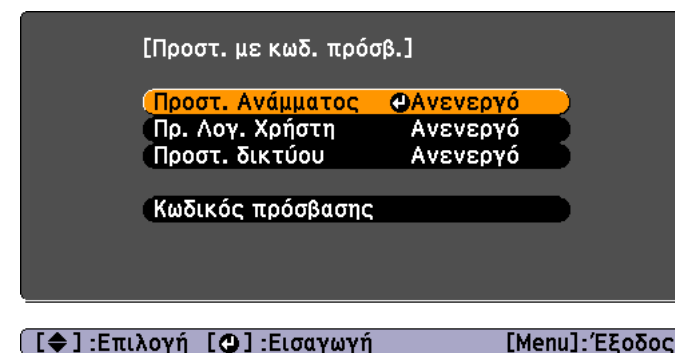 [Προστ. με κωδ. πρόσβ.]
Προστ. Ανάμματος Ανενεργό
Πρ. Λογ. Χρήστη Ανενεργό
Προστ. δικτύου Ανενεργό
Κωδικός πρόσβασης
[◆]:Επιλογή [↵]:Εισαγωγή [Menu]:Έξοδος